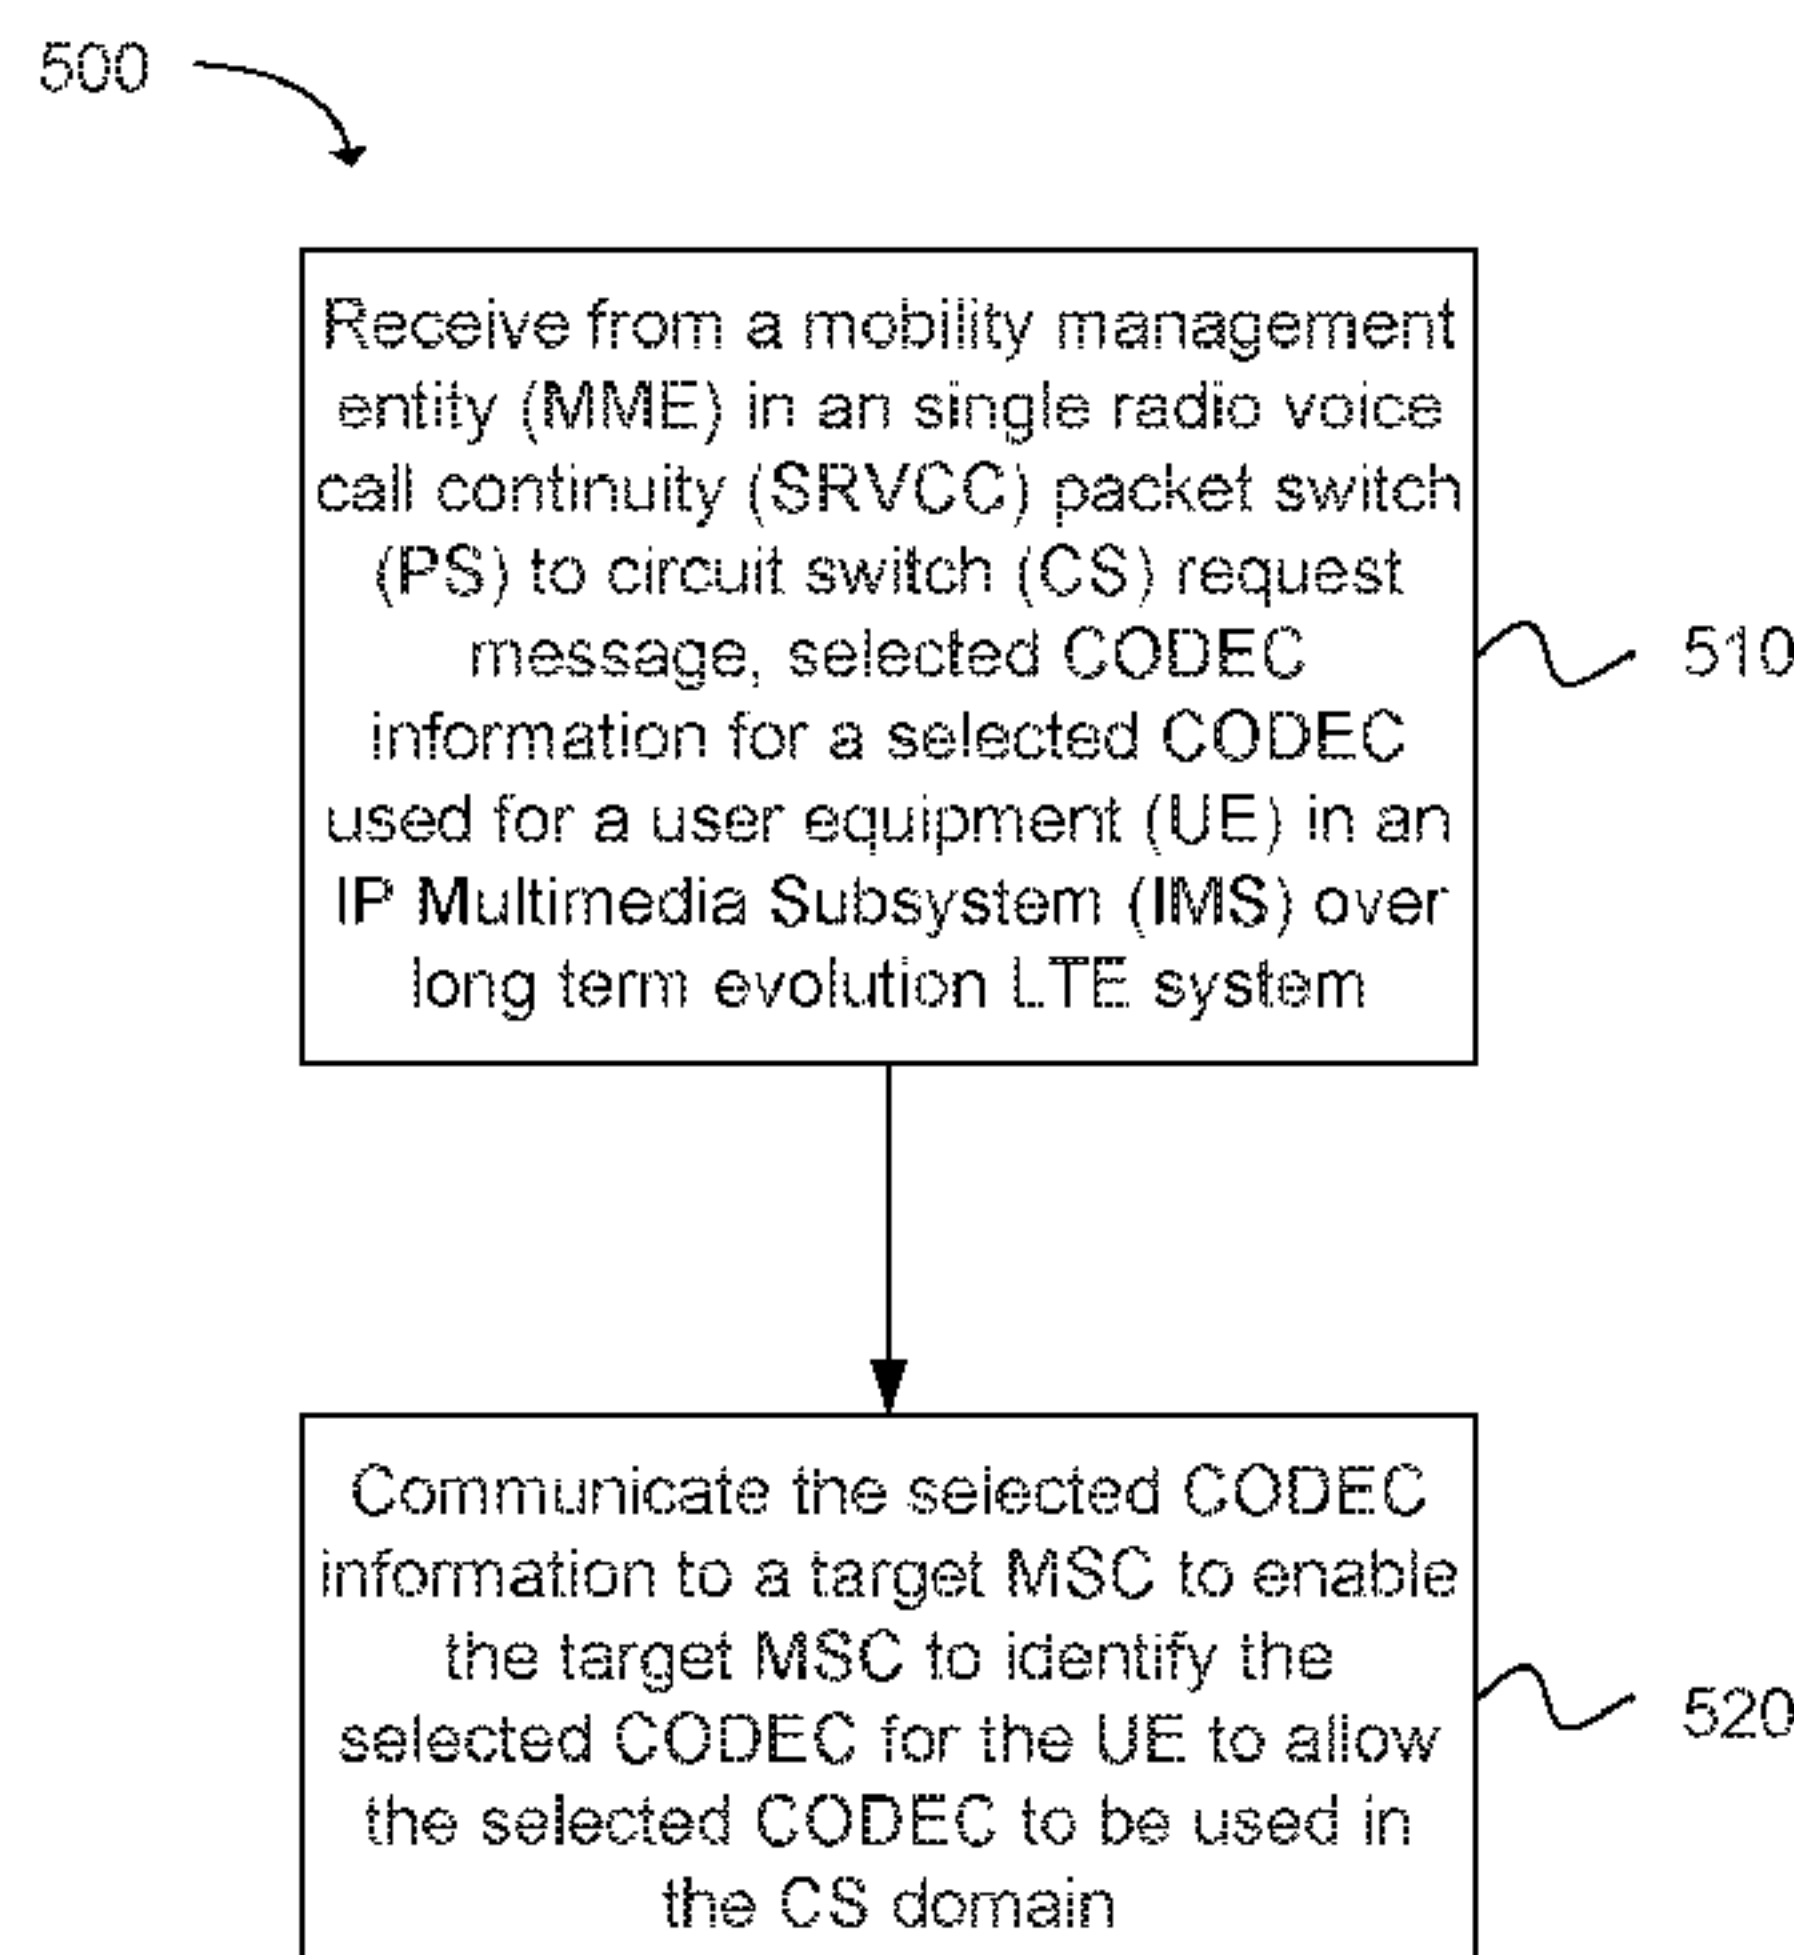 500
Receive from a mobility management
entity (MME) in an single radio voice
call continuity (SRVCC) packet switch
(PS) to circuit switch (CS) request
message, selected CODEC
information for a selected CODEC
used for a user equipment (UE) in an
IP Multimedia Subsystem (IMS) over
long term evolution LTE system
510
Communicate the selected CODEC
information to a target MSC to enable
the target MSC to identify the
selected CODEC for the UE to allow
the selected CODEC to be used in
the CS domain
520